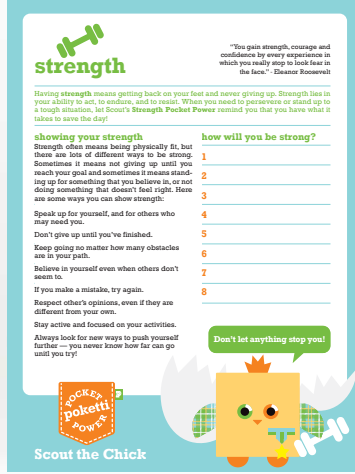 strength
"You gain strength, courage and
confidence by every experience in
which you really stop to look fear in
the face." - Eleanor Roosevelt
Having strength means getting back on your feet and never giving up. Strength lies in
your ability to act, to endure, and to resist. When you need to persevere or stand up to
a tough situation, let Scout's Strength Pocket Power remind you that you have what it
takes to save the day!
showing your strength
Strength often means being physically fit, but
there are lots of different ways to be strong.
Sometimes it means not giving up until you
reach your goal and sometimes it means stand-
ing up for something that you believe in, or not
doing something that doesn't feel right. Here
are some ways you can show strength:
Speak up for yourself, and for others who
may need you.
Don't give up until you've finished.
Keep going no matter how many obstacles
are in your path.
Believe in yourself even when others don't
seem to.
If you make a mistake, try again.
Respect other's opinions, even if they are
different from your own.
Stay active and focused on your activities.
Always look for new ways to push yourself
further — you never know how far can go
until you try!
how will you be strong?
1
2
3
4
5
6
7
8
Don't let anything stop you!
POCKET
poketti
POWER
Scout the Chick